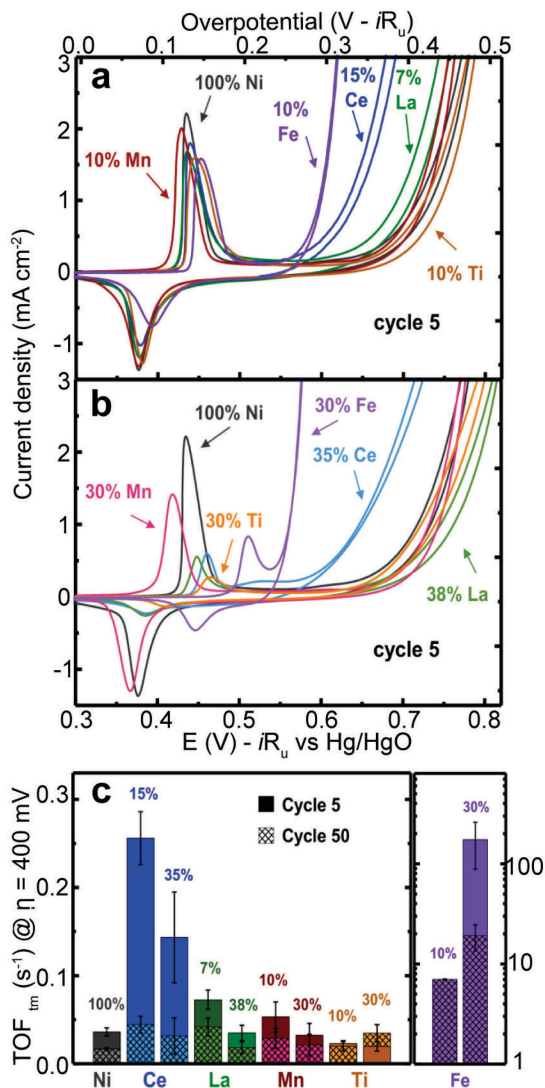 Overpotential (V - iRu)
0.0 0.1 0.2 0.3 0.4 0.5
a
100% Ni
10% Mn
10% Fe
15% Ce
7% La
10% Ti
cycle 5
3
2
1
0
-1
Current density (mA cm-2)
b
100% Ni
30% Mn
30% Ti
30% Fe
35% Ce
38% La
cycle 5
3
2
1
0
-1
0.3 0.4 0.5 0.6 0.7 0.8
E (V) - iRu vs Hg/HgO
c
Cycle 5
Cycle 50
TOF tm (s-1) @ η = 400 mV
0.3
0.2
0.1
0.0
100%
15%
35%
7%
38%
10%
30%
10%
30%
10%
30%
100
10
1
Ni Ce La Mn Ti Fe